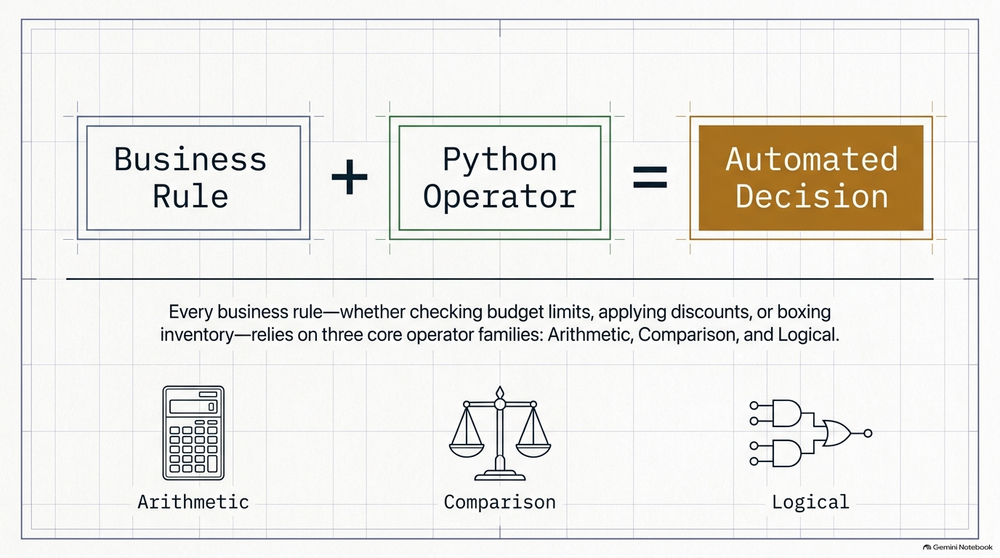 Business
Rule
+
Python
Operator
=
Automated
Decision
Every business rule—whether checking budget limits, applying discounts, or boxing
inventory—relies on three core operator families: Arithmetic, Comparison, and Logical.
Arithmetic
Comparison
Logical
Gemini Notebook